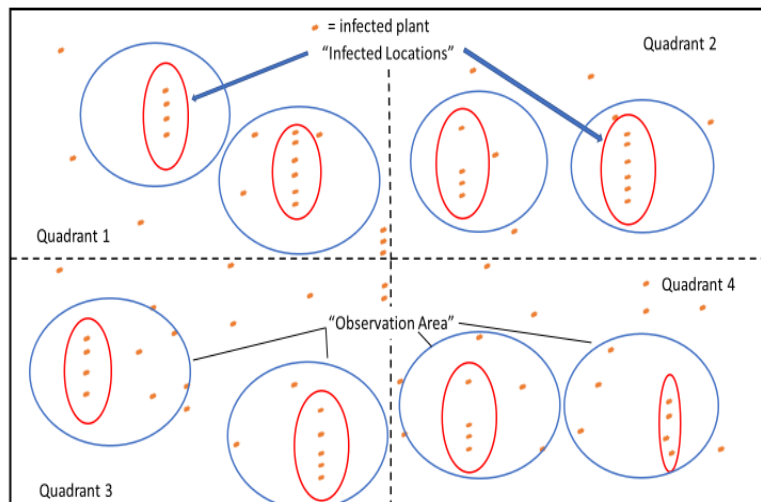 = infected plant
"Infected Locations"
Quadrant 2
Quadrant 1
Quadrant 4
"Observation Area"
Quadrant 3